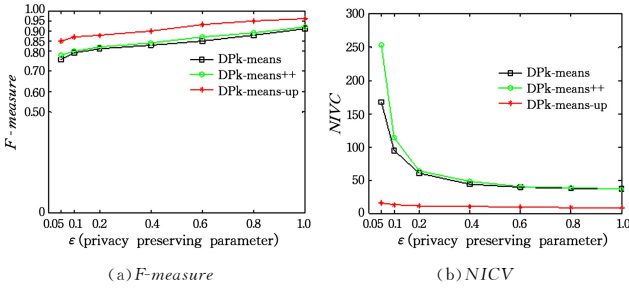 1.00
0.95
0.90
0.85
0.80
0.70
0.60
0.50
0
F-measure
DPk-means
DPk-means++
DPk-means-up
0.05 0.1 0.2 0.4 0.6 0.8 1.0
ε(privacy preserving parameter)
(a)F-measure
300
250
200
150
100
50
0
NIVC
DPk-means
DPk-means++
DPk-means-up
0.05 0.1 0.2 0.4 0.6 0.8 1.0
ε(privacy preserving parameter)
(b)NICV